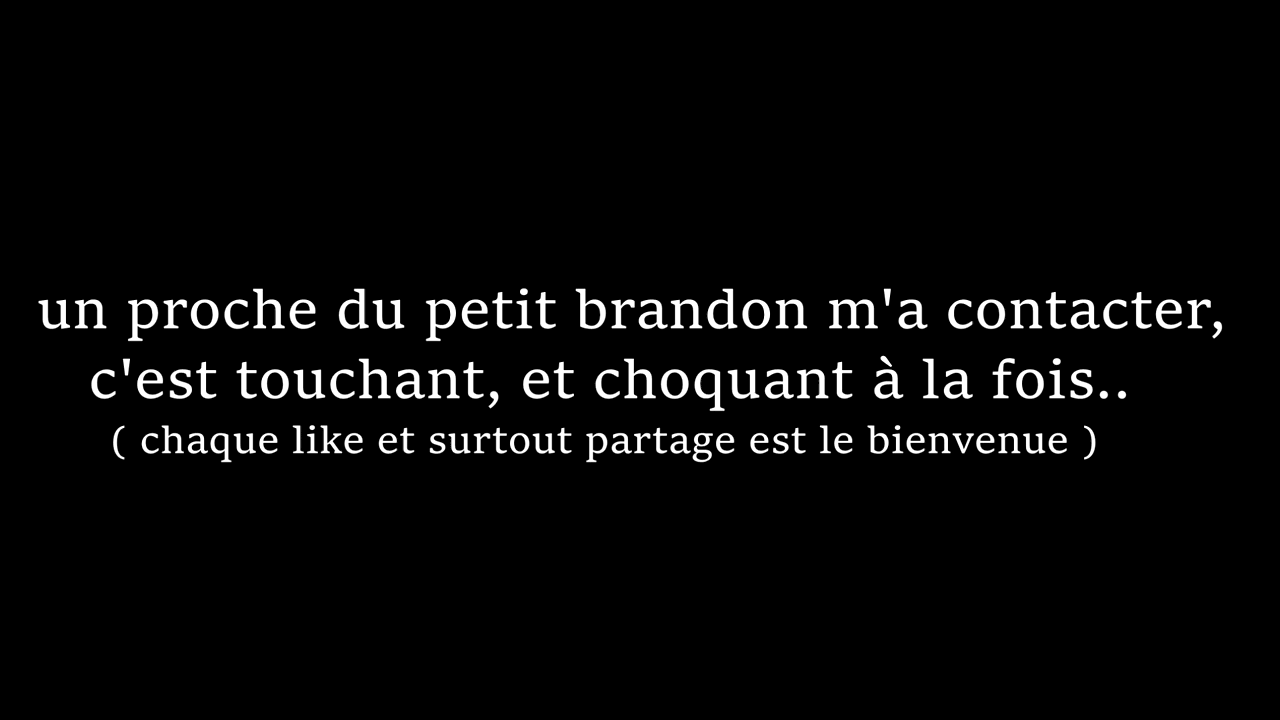 un proche du petit brandon m'a contacter,
c'est touchant, et choquant à la fois..
( chaque like et surtout partage est le bienvenue )